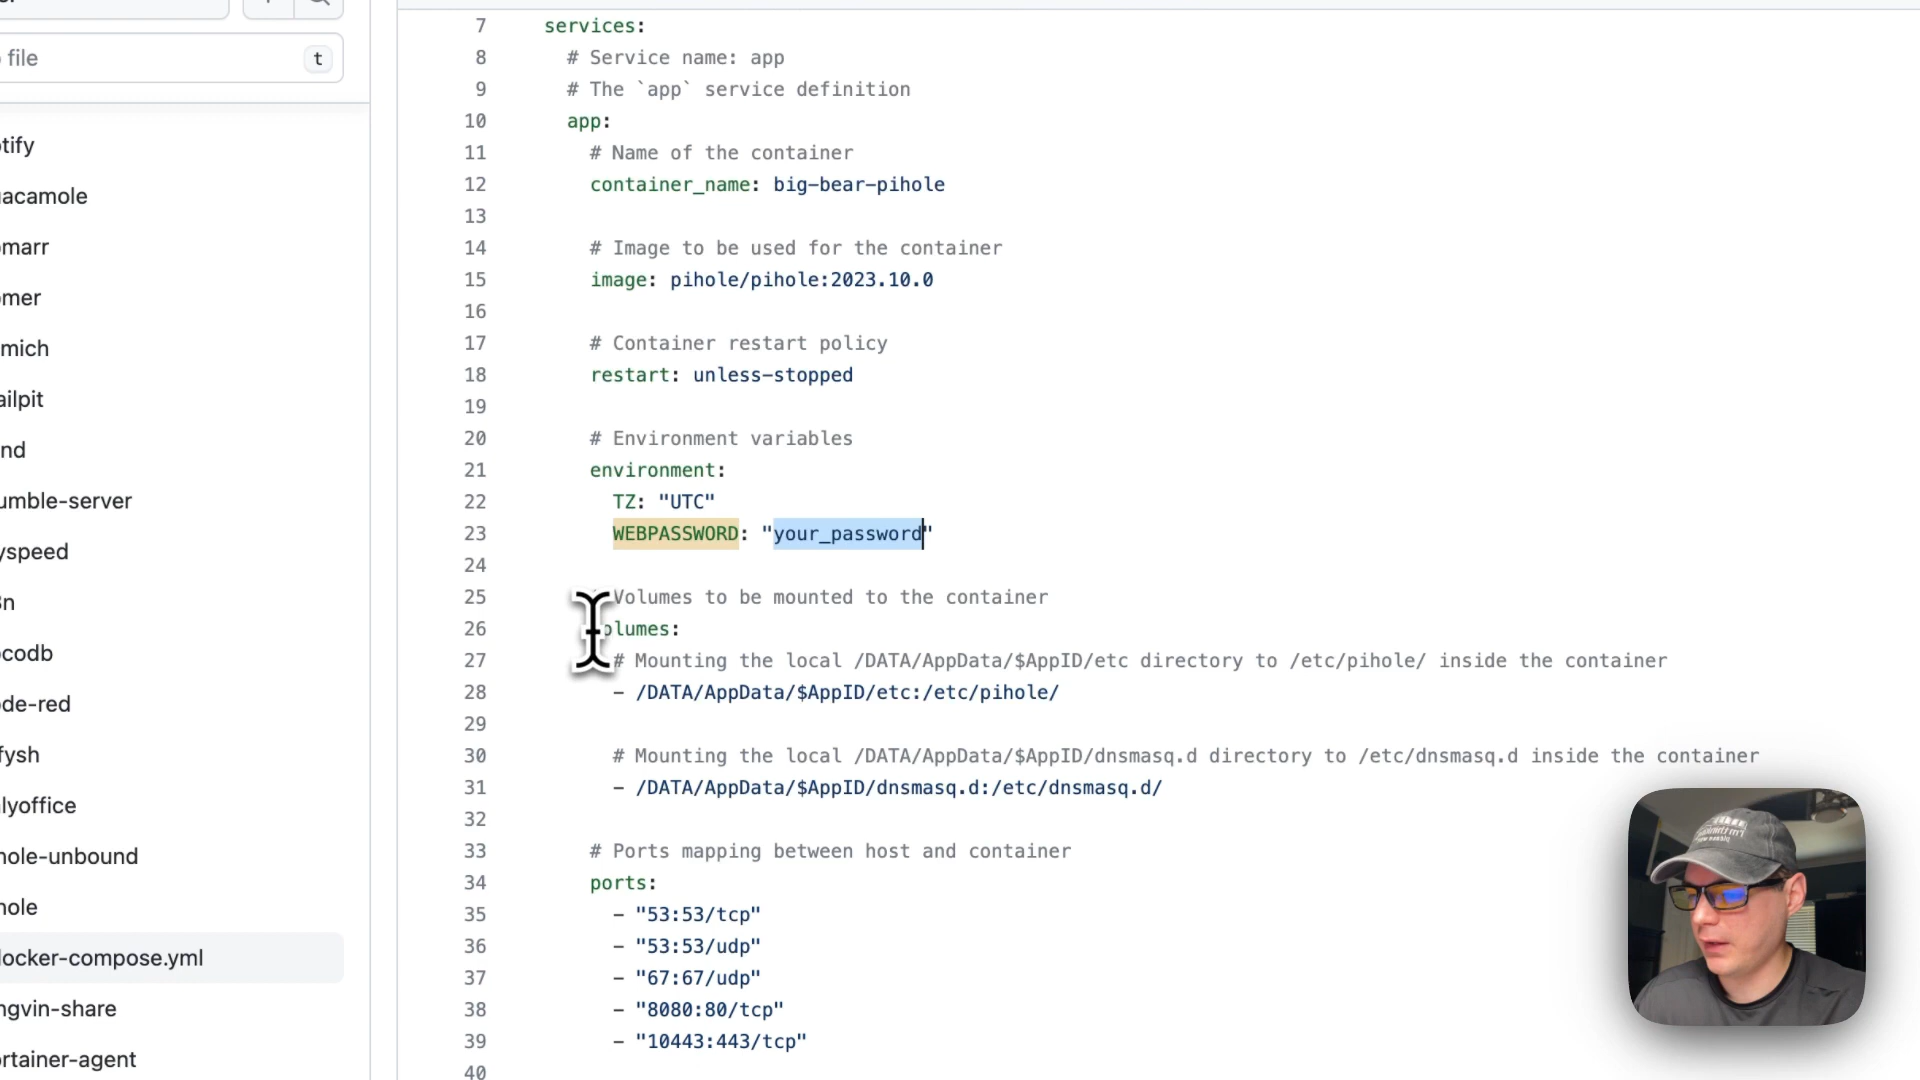 file
t
tify
acamole
marr
mer
mich
ailpit
nd
umble-server
yspeed
n
codb
de-red
fysh
lyoffice
hole-unbound
hole
locker-compose.yml
ngvin-share
rtainer-agent
7 services:
8 # Service name: app
9 # The `app` service definition
10 app:
11 # Name of the container
12 container_name: big-bear-pihole
13
14 # Image to be used for the container
15 image: pihole/pihole:2023.10.0
16
17 # Container restart policy
18 restart: unless-stopped
19
20 # Environment variables
21 environment:
22 TZ: "UTC"
23 WEBPASSWORD: "your_password"
24
25 Volumes to be mounted to the container
26 olumes:
27 # Mounting the local /DATA/AppData/$AppID/etc directory to /etc/pihole/ inside the container
28 - /DATA/AppData/$AppID/etc:/etc/pihole/
29
30 # Mounting the local /DATA/AppData/$AppID/dnsmasq.d directory to /etc/dnsmasq.d inside the container
31 - /DATA/AppData/$AppID/dnsmasq.d:/etc/dnsmasq.d/
32
33 # Ports mapping between host and container
34 ports:
35 - "53:53/tcp"
36 - "53:53/udp"
37 - "67:67/udp"
38 - "8080:80/tcp"
39 - "10443:443/tcp"
40